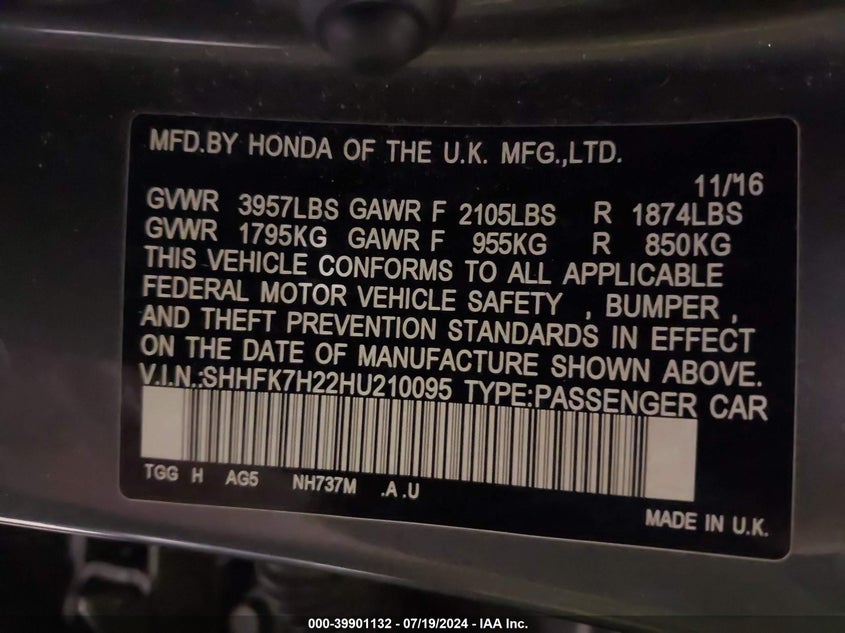 MFD.BY HONDA OF THE U.K. MFG.,LTD.
11/'16
GVWR 3957LBS GAWR F 2105LBS R 1874LBS
GVWR 1795KG GAWR F 955KG R 850KG
THIS VEHICLE CONFORMS TO ALL APPLICABLE
FEDERAL MOTOR VEHICLE SAFETY , BUMPER ,
AND THEFT PREVENTION STANDARDS IN EFFECT
ON THE DATE OF MANUFACTURE SHOWN ABOVE.
V.I.N.:SHHFK7H22HU210095 TYPE:PASSENGER CAR
TGG H AG5 NH737M .A .U
MADE IN U.K.
000-39901132 - 07/19/2024 - IAA Inc.